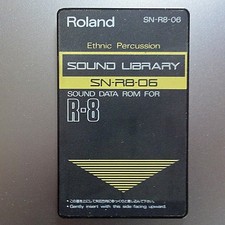 Roland SN-R8-06
Ethnic Percussion
SOUND LIBRARY
SN-R8-06
SOUND DATA ROM FOR
R-8
• Gently insert with this side-facing upward.